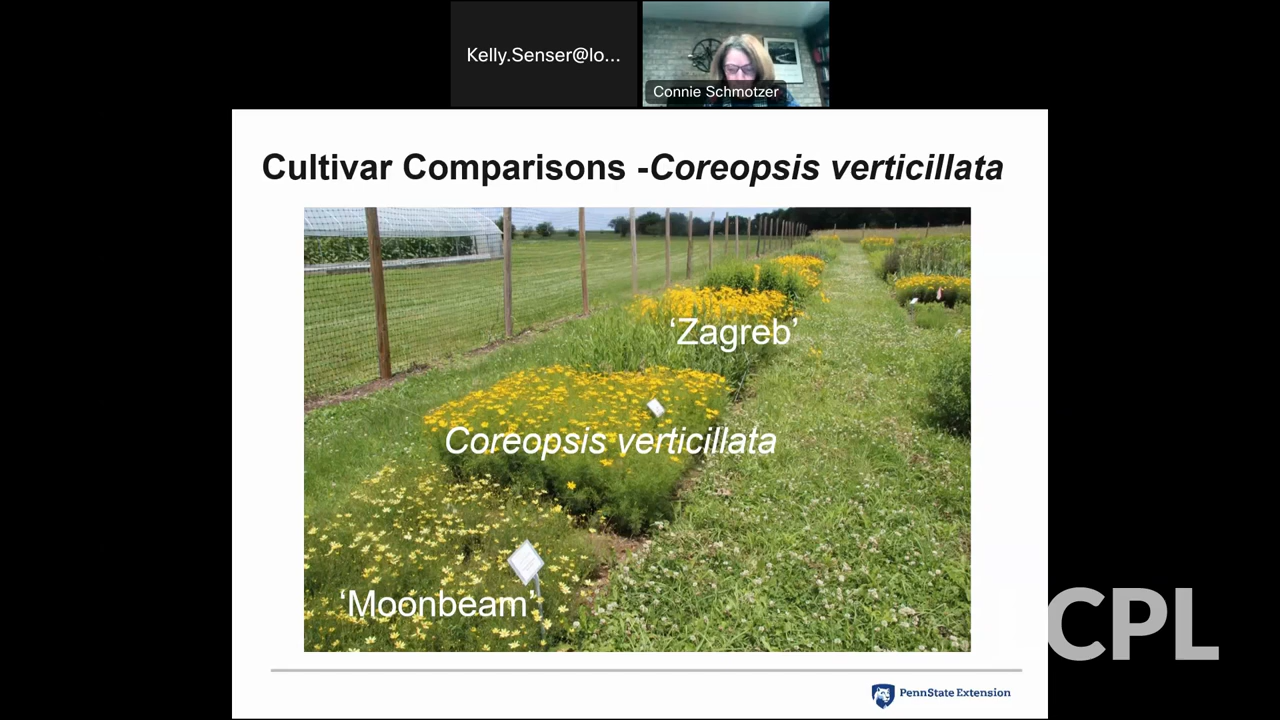 Kelly.Senser@lo...
Connie Schmotzer
Cultivar Comparisons -Coreopsis verticillata
‘Zagreb’
Coreopsis verticillata
‘Moonbeam’
CPL
PennState Extension